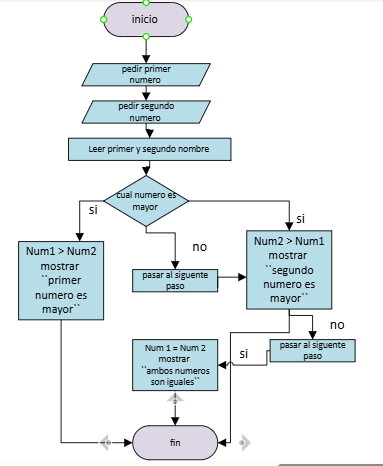 inicio
pedir primer
numero
pedir segundo
numero
Leer primer y segundo nombre
cual numero es
mayor
si
si
no
Num1 > Num2
mostrar
``primer
numero es
mayor``
Num2 > Num1
mostrar
``segundo
numero es
mayor``
pasar al siguente
paso
no
Num 1 = Num 2
mostrar
``ambos numeros
son iguales``
si
pasar al siguente
paso
fin